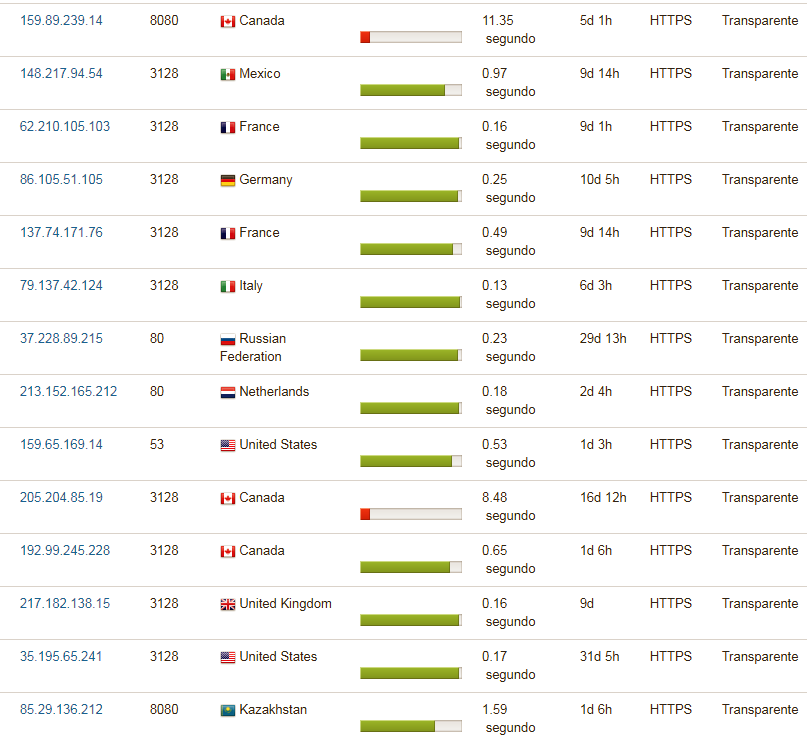 159.89.239.14 8080 Canada 11.35 5d 1h HTTPS Transparente
segundo
148.217.94.54 3128 Mexico 0.97 9d 14h HTTPS Transparente
segundo
62.210.105.103 3128 France 0.16 9d 1h HTTPS Transparente
segundo
86.105.51.105 3128 Germany 0.25 10d 5h HTTPS Transparente
segundo
137.74.171.76 3128 France 0.49 9d 14h HTTPS Transparente
segundo
79.137.42.124 3128 Italy 0.13 6d 3h HTTPS Transparente
segundo
37.228.89.215 80 Russian 0.23 29d 13h HTTPS Transparente
Federation segundo
213.152.165.212 80 Netherlands 0.18 2d 4h HTTPS Transparente
segundo
159.65.169.14 53 United States 0.53 1d 3h HTTPS Transparente
segundo
205.204.85.19 3128 Canada 8.48 16d 12h HTTPS Transparente
segundo
192.99.245.228 3128 Canada 0.65 1d 6h HTTPS Transparente
segundo
217.182.138.15 3128 United Kingdom 0.16 9d HTTPS Transparente
segundo
35.195.65.241 3128 United States 0.17 31d 5h HTTPS Transparente
segundo
85.29.136.212 8080 Kazakhstan 1.59 1d 6h HTTPS Transparente
segundo